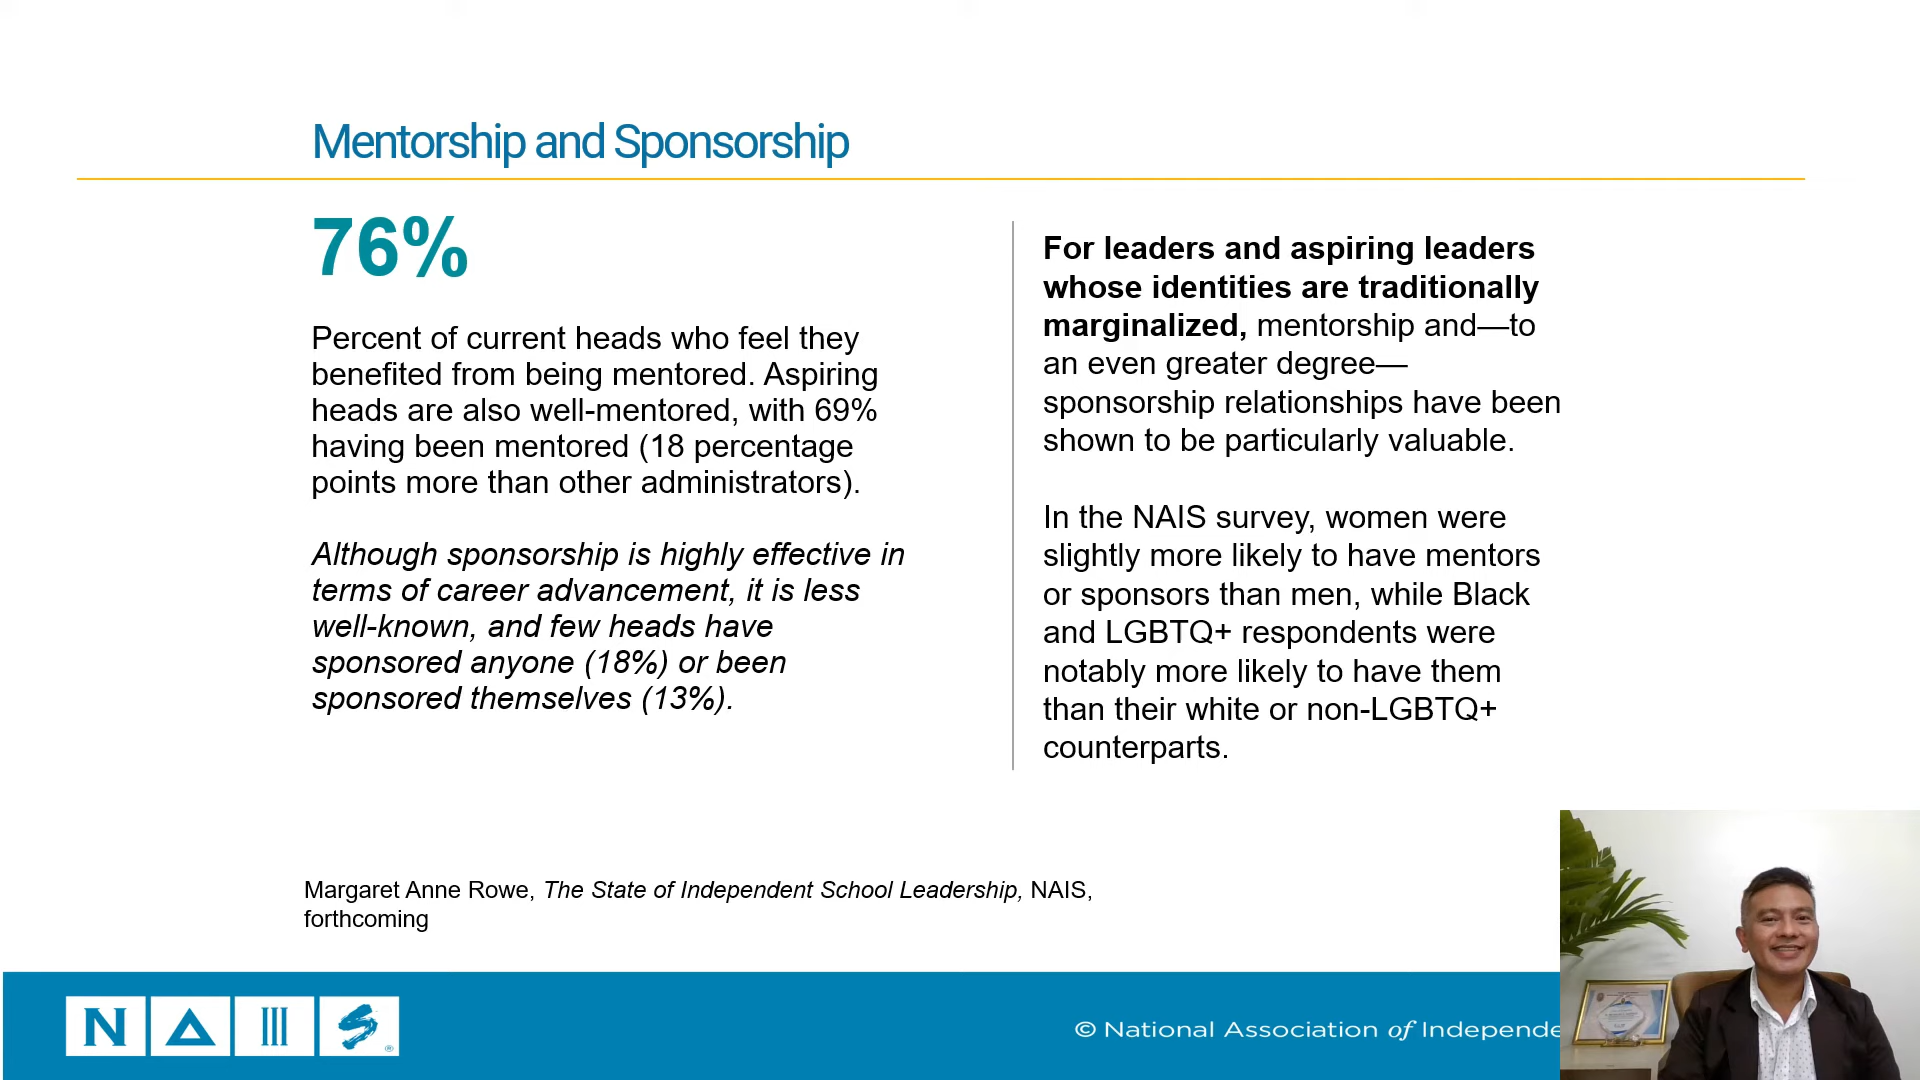 Mentorship and Sponsorship
76%
Percent of current heads who feel they
benefited from being mentored. Aspiring
heads are also well-mentored, with 69%
having been mentored (18 percentage
points more than other administrators).
Although sponsorship is highly effective in
terms of career advancement, it is less
well-known, and few heads have
sponsored anyone (18%) or been
sponsored themselves (13%).
For leaders and aspiring leaders
whose identities are traditionally
marginalized, mentorship and—to
an even greater degree—
sponsorship relationships have been
shown to be particularly valuable.
In the NAIS survey, women were
slightly more likely to have mentors
or sponsors than men, while Black
and LGBTQ+ respondents were
notably more likely to have them
than their white or non-LGBTQ+
counterparts.
Margaret Anne Rowe, The State of Independent School Leadership, NAIS,
forthcoming
NAIS®
© National Association of Independe